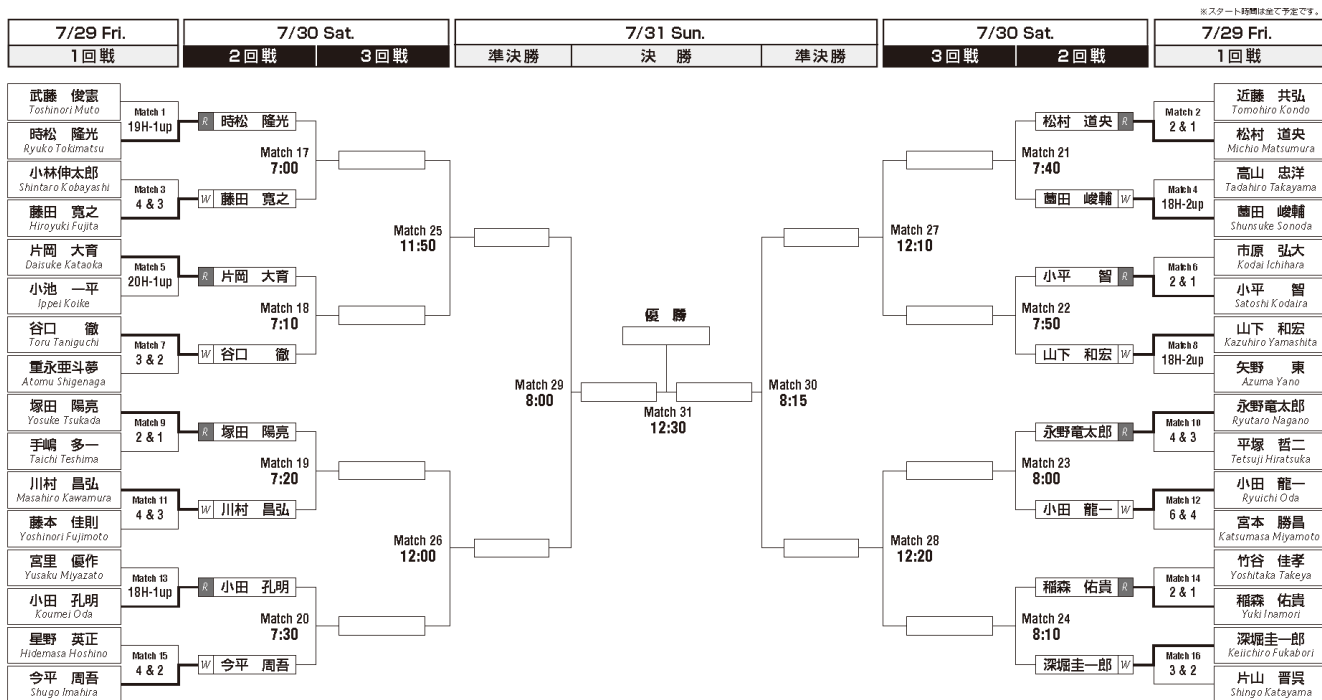 ※スタート時間は全て予定です。
7/29 Fri.
7/30 Sat.
7/31 Sun.
7/30 Sat.
7/29 Fri.
1回戦
2回戦
3回戦
準決勝
決 勝
準決勝
3回戦
2回戦
1回戦
武藤 俊憲
Toshinori Muto
Match 1
19H-1up
時松 隆光
Ryuko Tokimatsu
小林伸太郎
Shintaro Kobayashi
Match 3
4 & 3
藤田 寛之
Hiroyuki Fujita
片岡 大育
Daisuke Kataoka
Match 5
20H-1up
小池 一平
Ippei Koike
谷口 徹
Toru Taniguchi
Match 7
3 & 2
重永亜斗夢
Atomu Shigenaga
塚田 陽亮
Yosuke Tsukada
Match 9
2 & 1
手嶋 多一
Taichi Teshima
川村 昌弘
Masahiro Kawamura
Match 11
4 & 3
藤本 佳則
Yoshinori Fujimoto
宮里 優作
Yusaku Miyazato
Match 13
18H-1up
小田 孔明
Koumei Oda
星野 英正
Hidemasa Hoshino
Match 15
4 & 2
今平 周吾
Shugo Imahira
R 時松 隆光
Match 17
7:00
W 藤田 寛之
R 片岡 大育
Match 18
7:10
W 谷口 徹
R 塚田 陽亮
Match 19
7:20
W 川村 昌弘
R 小田 孔明
Match 20
7:30
W 今平 周吾
Match 25
11:50
Match 26
12:00
Match 29
8:00
優 勝
Match 31
12:30
Match 30
8:15
Match 27
12:10
Match 28
12:20
松村 道央 R
Match 21
7:40
薗田 峻輔 W
小平 智 R
Match 22
7:50
山下 和宏 W
永野竜太郎 R
Match 23
8:00
小田 龍一 W
稲森 佑貴 R
Match 24
8:10
深堀圭一郎 W
近藤 共弘
Tomohiro Kondo
Match 2
2 & 1
松村 道央
Michio Matsumura
高山 忠洋
Tadahiro Takayama
Match 4
18H-2up
薗田 峻輔
Shunsuke Sonoda
市原 弘大
Kodai Ichihara
Match 6
2 & 1
小平 智
Satoshi Kodaira
山下 和宏
Kazuhiro Yamashita
Match 8
18H-2up
矢野 東
Azuma Yano
永野竜太郎
Ryutaro Nagano
Match 10
4 & 3
平塚 哲二
Tetsuji Hiratsuka
小田 龍一
Ryuichi Oda
Match 12
6 & 4
宮本 勝昌
Katsumasa Miyamoto
竹谷 佳孝
Yoshitaka Takeya
Match 14
2 & 1
稲森 佑貴
Yuki Inamori
深堀圭一郎
Keiichiro Fukabori
Match 16
3 & 2
片山 晋呉
Shingo Katayama